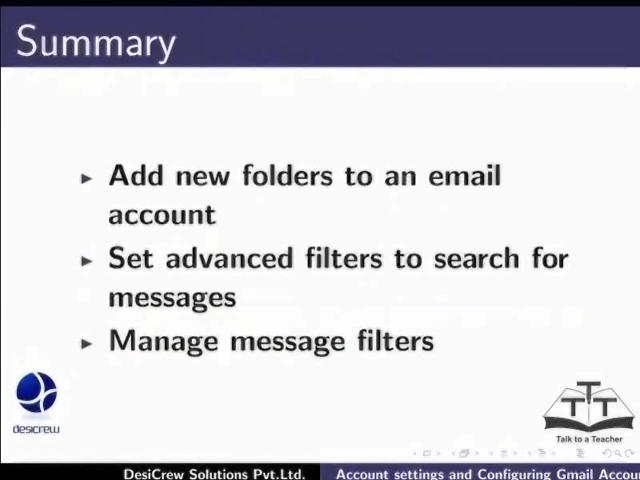 Summary
Add new folders to an email
account
Set advanced filters to search for
messages
Manage message filters
desicrew
TTT
Talk to a Teacher
DesiCrew Solutions Pvt.Ltd.
Account settings and Configuring Gmail Accou